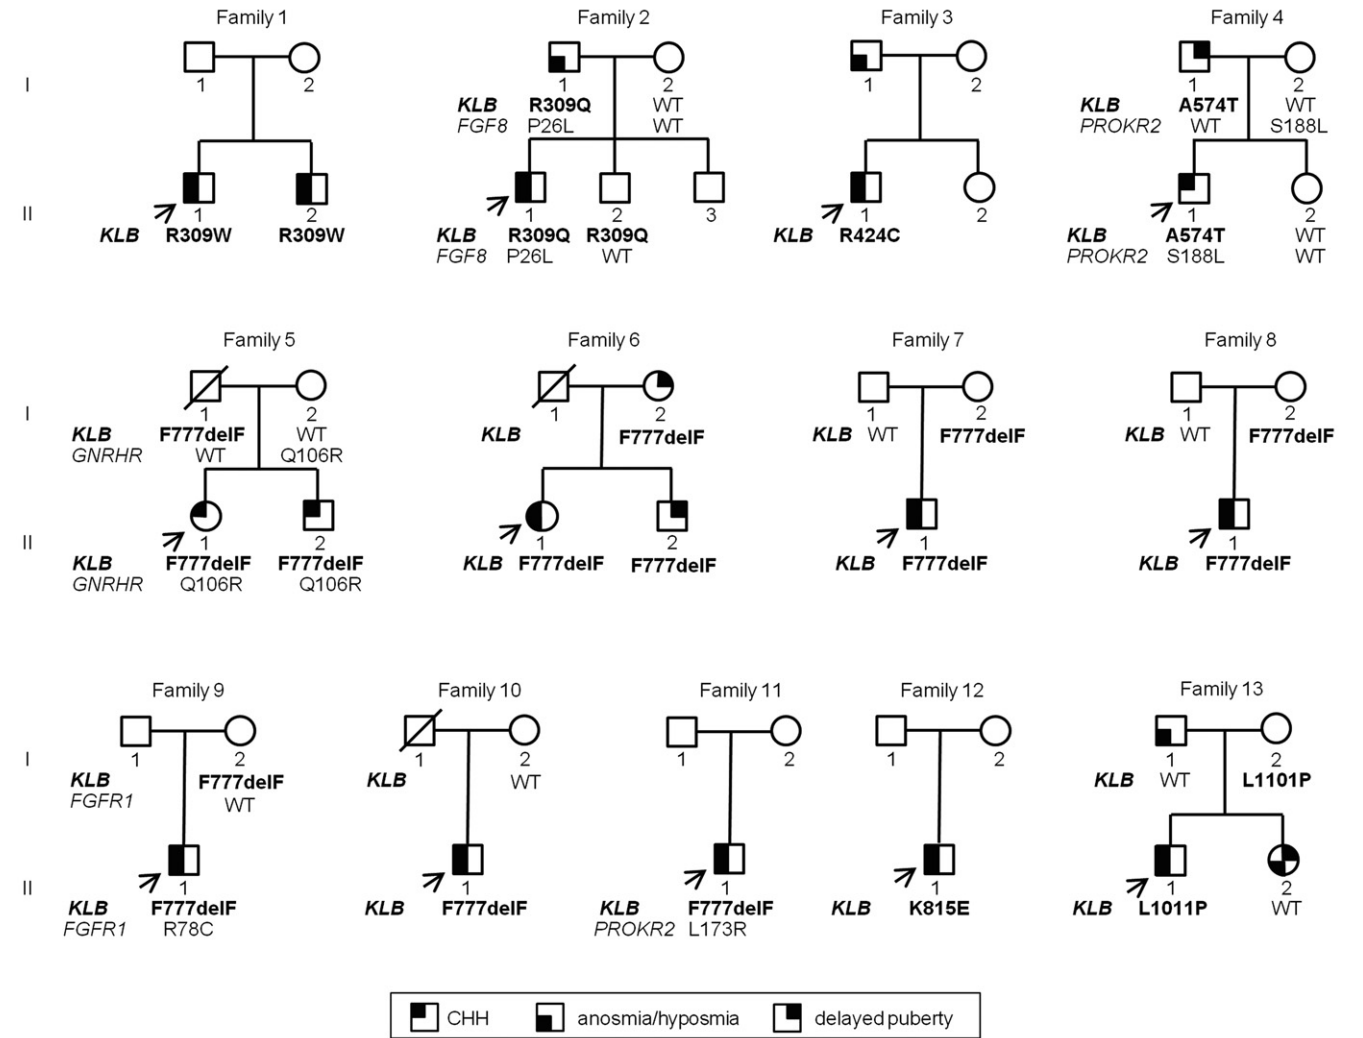 Family 1 Family 2 Family 3 Family 4
I
1 2 1 2 1 2 1 2
KLB R309Q WT KLB A574T WT
FGF8 P26L WT PROKR2 WT S188L
II
1 2 1 2 3 1 2 1 2
KLB R309W R309W KLB R309Q R309Q KLB R424C KLB A574T WT
FGF8 P26L WT PROKR2 S188L WT
Family 5 Family 6 Family 7 Family 8
I
1 2 1 2 1 2 1 2
KLB F777delF WT KLB F777delF KLB WT F777delF KLB WT F777delF
GNRHR WT Q106R
II
1 2 1 2 1 1
KLB F777delF F777delF KLB F777delF F777delF KLB F777delF KLB F777delF
GNRHR Q106R Q106R
Family 9 Family 10 Family 11 Family 12 Family 13
I
1 2 1 2 1 2 1 2 1 2
KLB F777delF KLB WT KLB WT L1101P
FGFR1 WT
II
1 1 1 1 1 2
KLB F777delF KLB F777delF KLB F777delF KLB K815E KLB L1011P WT
FGFR1 R78C PROKR2 L173R
CHH anosmia/hyposmia delayed puberty